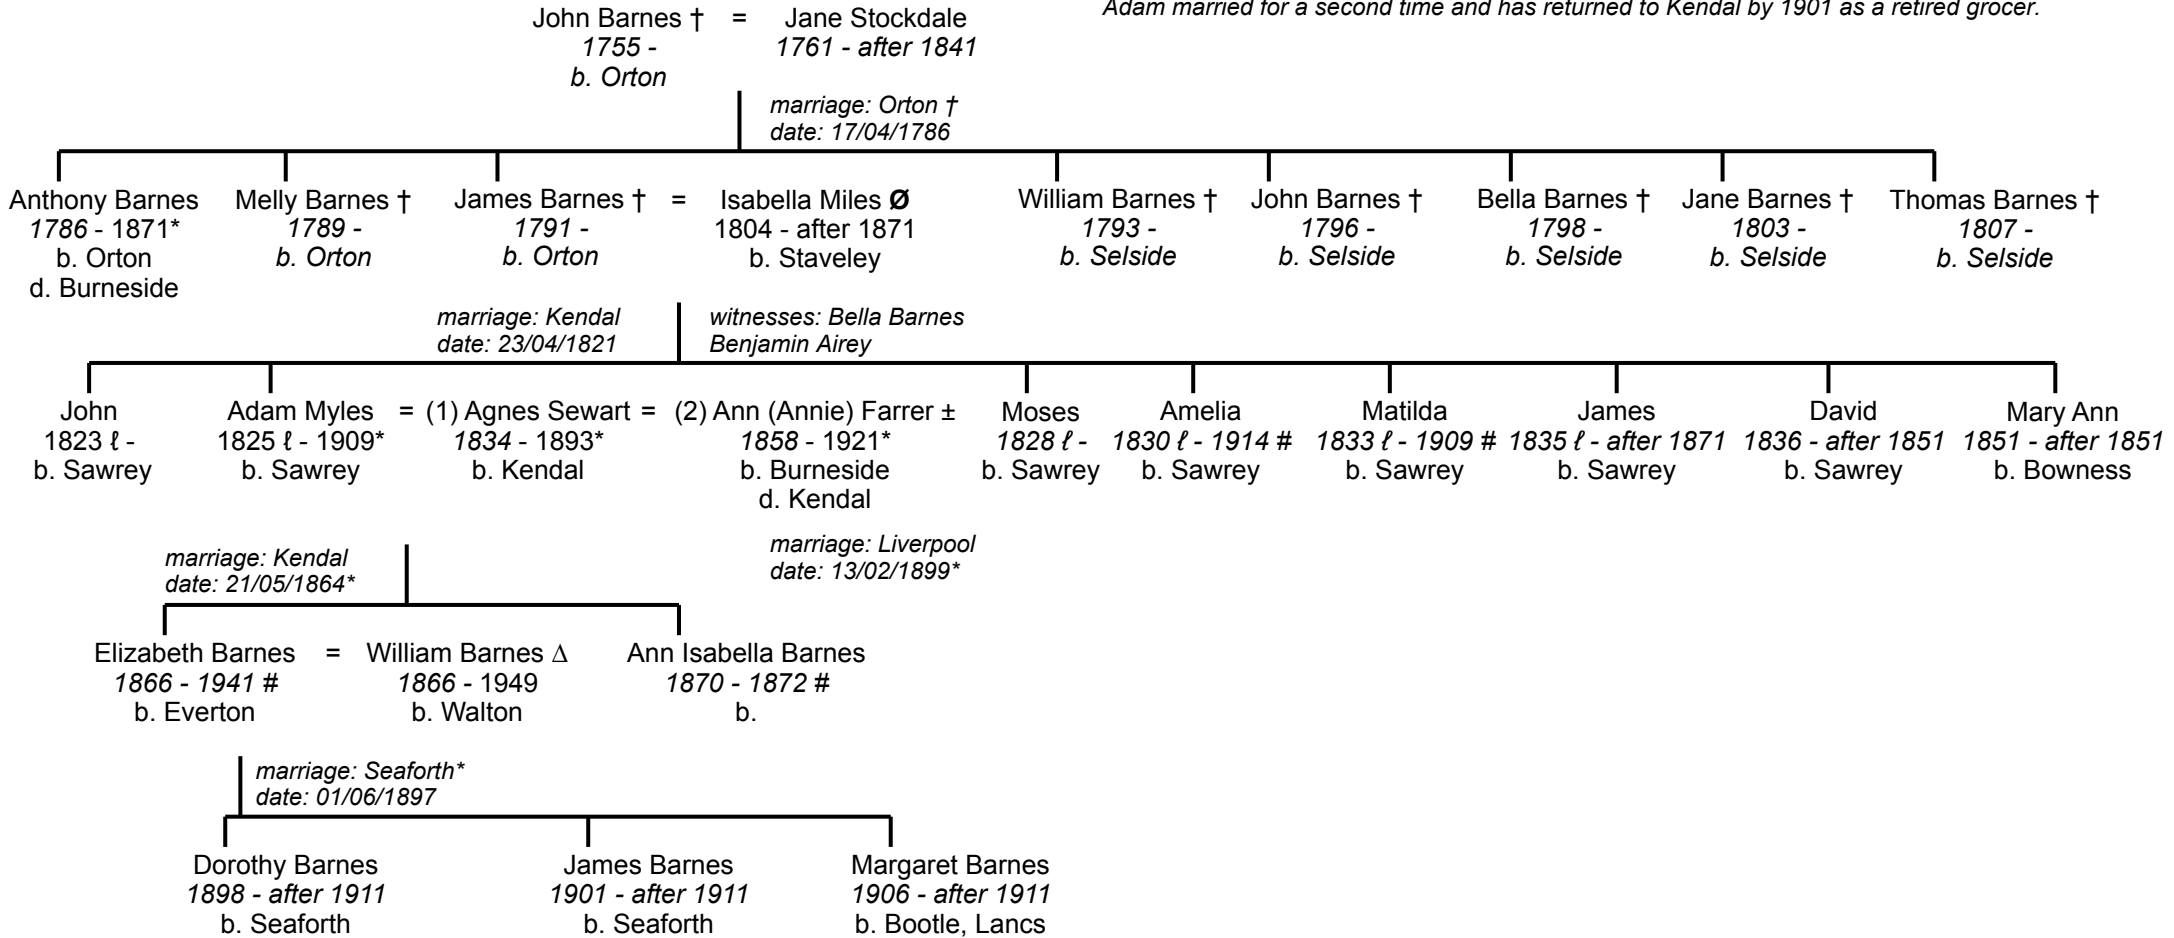 Adam married for a second time and has returned to Kendal by 1901 as a retired grocer.
John Barnes † = Jane Stockdale
1755 - 1761 - after 1841
b. Orton
marriage: Orton †
date: 17/04/1786
Anthony Barnes Melly Barnes † James Barnes † = Isabella Miles Ø William Barnes † John Barnes † Bella Barnes † Jane Barnes † Thomas Barnes †
1786 - 1871* 1789 - 1791 - 1804 - after 1871 1793 - 1796 - 1798 - 1803 - 1807 -
b. Orton b. Orton b. Orton b. Staveley b. Selside b. Selside b. Selside b. Selside b. Selside
d. Burneside
marriage: Kendal witnesses: Bella Barnes
date: 23/04/1821 Benjamin Airey
John Adam Myles = (1) Agnes Sewart = (2) Ann (Annie) Farrer ± Moses Amelia Matilda James David Mary Ann
1823 ℓ - 1825 ℓ - 1909* 1834 - 1893* 1858 - 1921* 1828 ℓ - 1830 ℓ - 1914 # 1833 ℓ - 1909 # 1835 ℓ - after 1871 1836 - after 1851 1851 - after 1851
b. Sawrey b. Sawrey b. Kendal b. Burneside b. Sawrey b. Sawrey b. Sawrey b. Sawrey b. Sawrey b. Bowness
d. Kendal
marriage: Kendal marriage: Liverpool
date: 21/05/1864* date: 13/02/1899*
Elizabeth Barnes = William Barnes Δ Ann Isabella Barnes
1866 - 1941 # 1866 - 1949 1870 - 1872 #
b. Everton b. Walton b.
marriage: Seaforth*
date: 01/06/1897
Dorothy Barnes James Barnes Margaret Barnes
1898 - after 1911 1901 - after 1911 1906 - after 1911
b. Seaforth b. Seaforth b. Bootle, Lancs